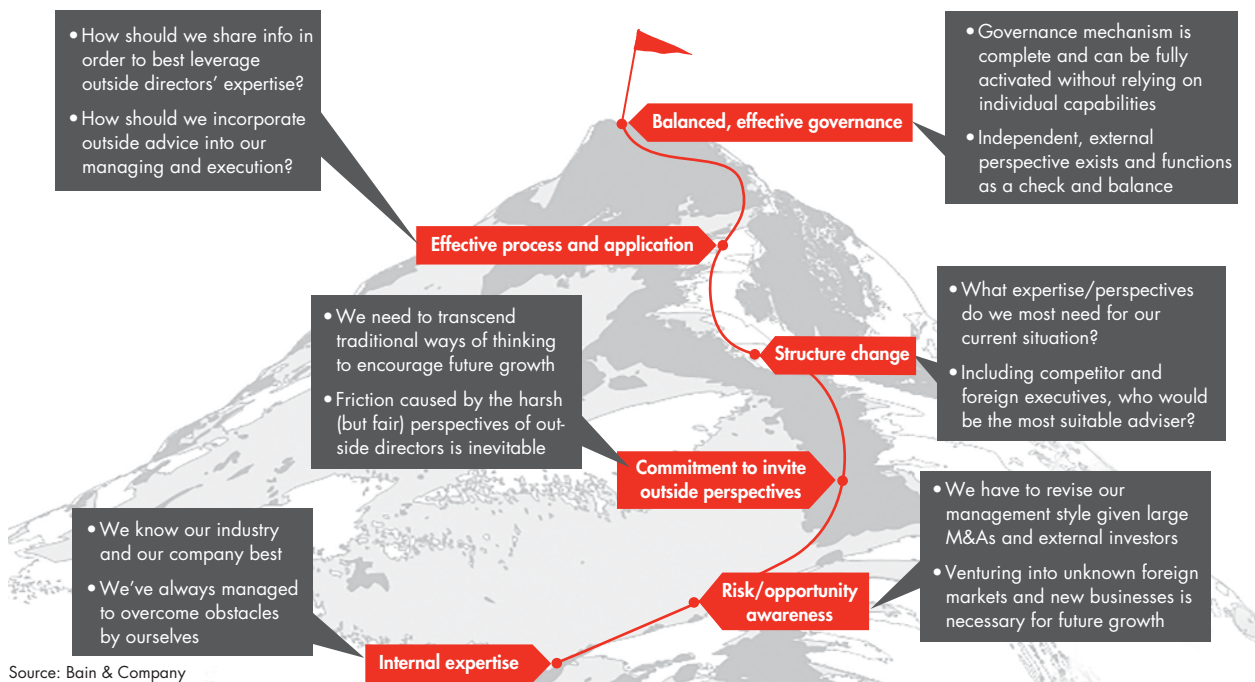 • How should we share info in
order to best leverage
outside directors’ expertise?
• How should we incorporate
outside advice into our
managing and execution?
• Governance mechanism is
complete and can be fully
activated without relying on
individual capabilities
• Independent, external
perspective exists and functions
as a check and balance
Balanced, effective governance
Effective process and application
• What expertise/perspectives
do we most need for our
current situation?
• Including competitor and
foreign executives, who would
be the most suitable adviser?
Structure change
• We need to transcend
traditional ways of thinking
to encourage future growth
• Friction caused by the harsh
(but fair) perspectives of out-
side directors is inevitable
Commitment to invite
outside perspectives
• We have to revise our
management style given large
M&As and external investors
• Venturing into unknown foreign
markets and new businesses is
necessary for future growth
Risk/opportunity
awareness
• We know our industry
and our company best
• We’ve always managed
to overcome obstacles
by ourselves
Internal expertise
Source: Bain & Company